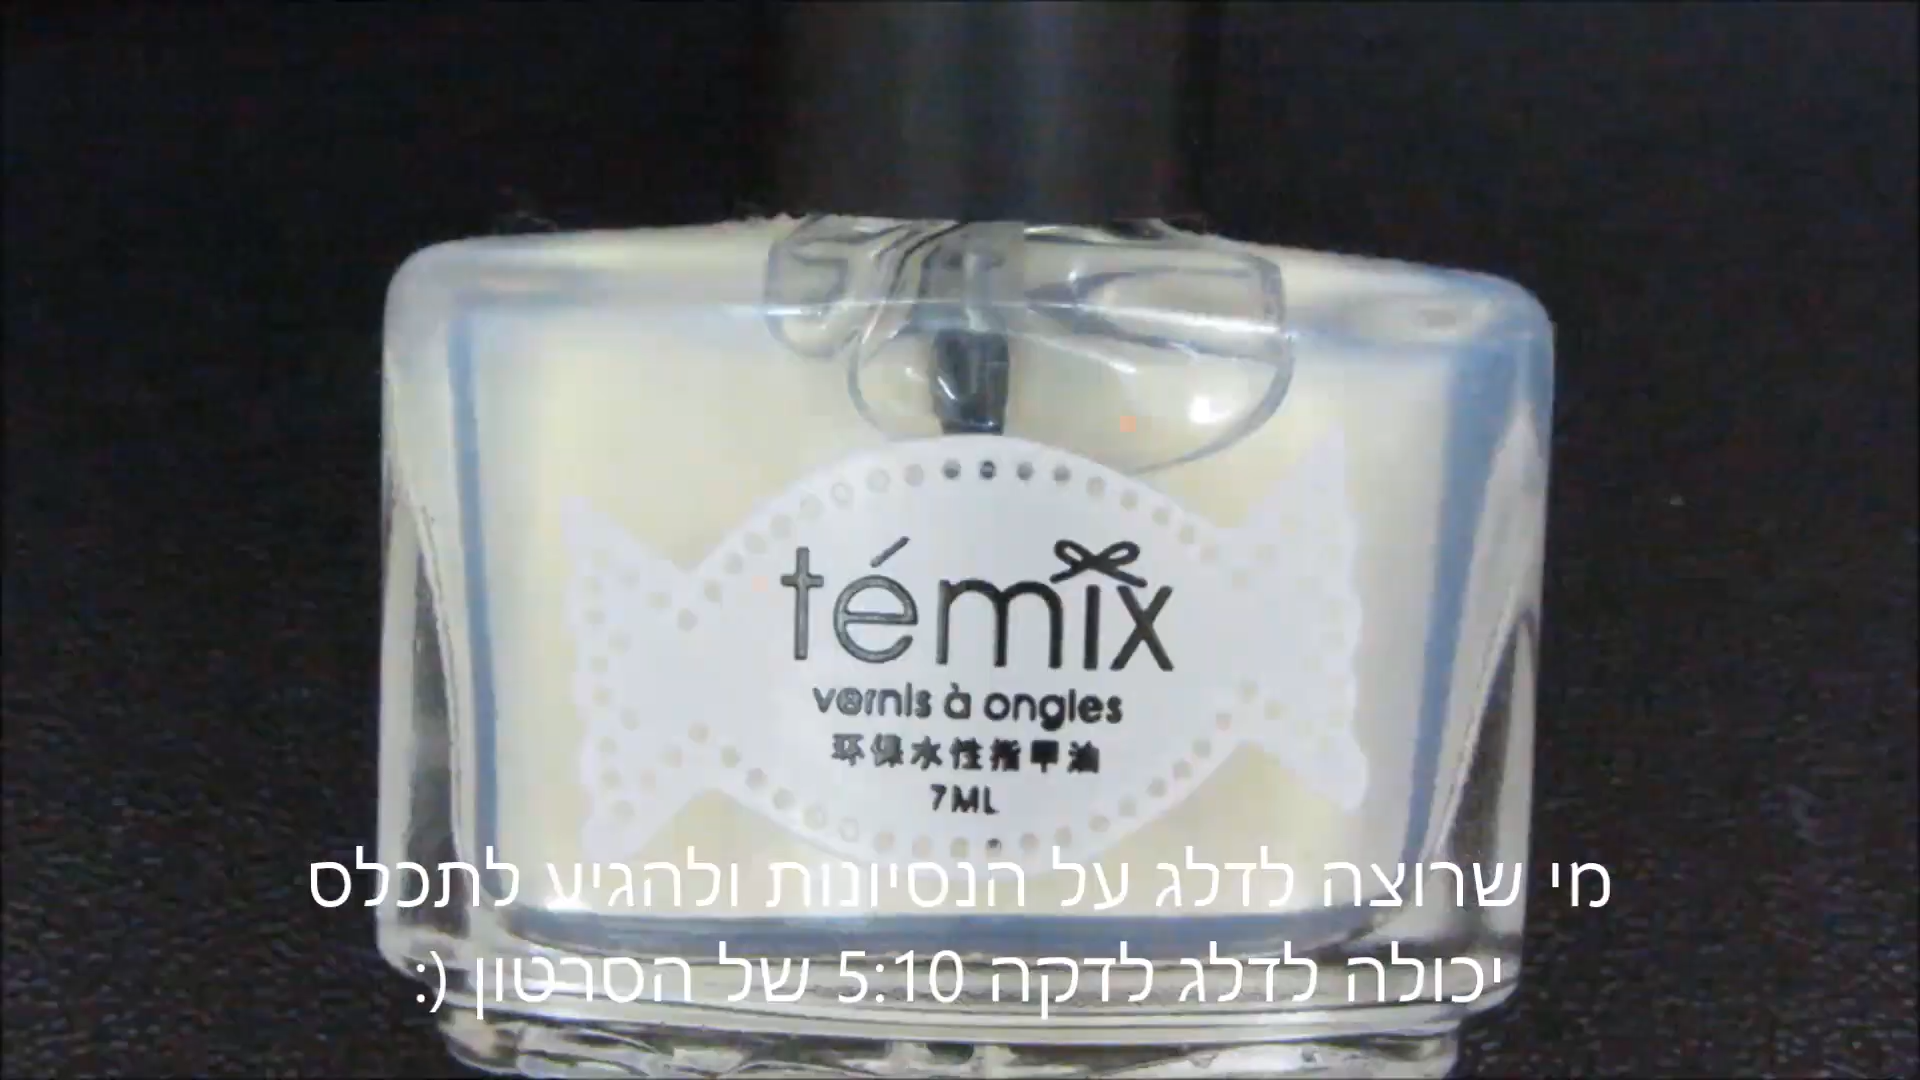 témix
vernis à ongles
环保水性指甲油
7ML
מי שרוצה לדלג על הנסיונות ולהגיע לתכלס
יכולה לדלג לדקה 5:10 של הסרטון (: